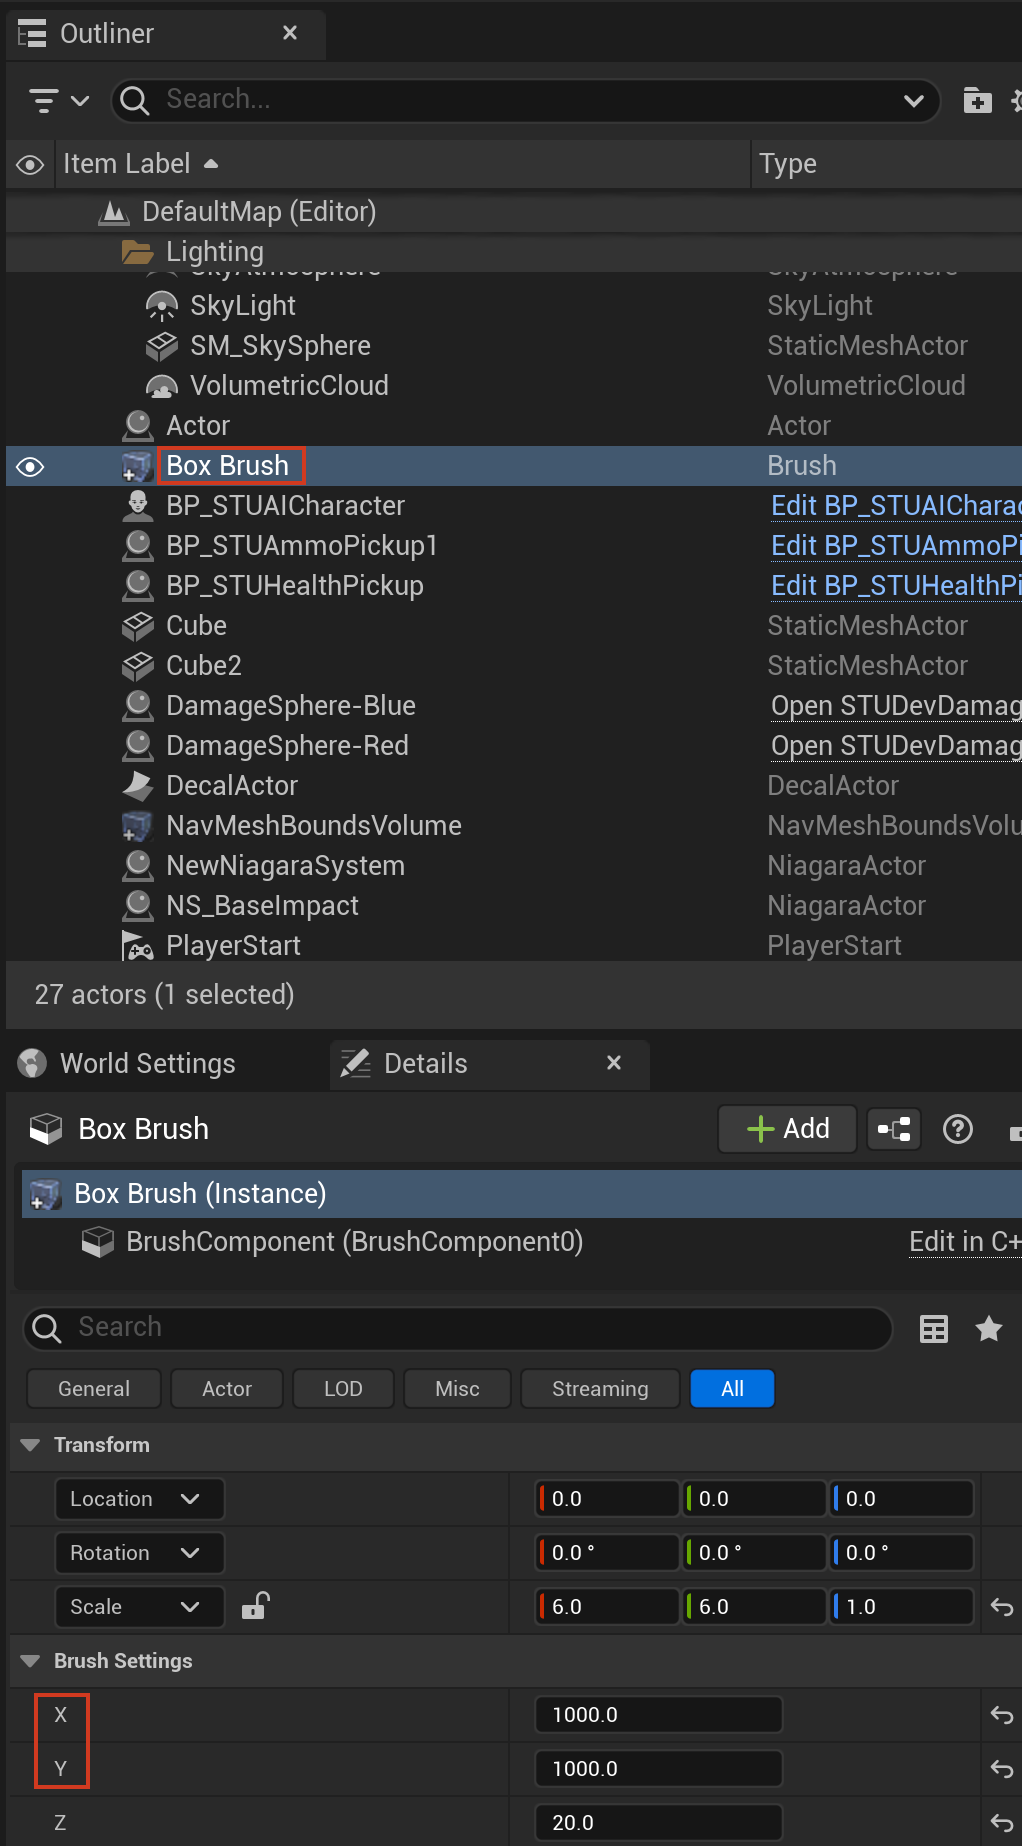 Outliner
Search...
Item Label Type
DefaultMap (Editor)
Lighting
SkyAtmosphere SkyAtmosphere
SkyLight SkyLight
SM_SkySphere StaticMeshActor
VolumetricCloud VolumetricCloud
Actor Actor
Box Brush Brush
BP_STUAICharacter Edit BP_STUAICharac
BP_STUAmmoPickup1 Edit BP_STUAmmoPi
BP_STUHealthPickup Edit BP_STUHealthPi
Cube StaticMeshActor
Cube2 StaticMeshActor
DamageSphere-Blue Open STUDevDamag
DamageSphere-Red Open STUDevDamag
DecalActor DecalActor
NavMeshBoundsVolume NavMeshBoundsVolu
NewNiagaraSystem NiagaraActor
NS_BaseImpact NiagaraActor
PlayerStart PlayerStart
27 actors (1 selected)
World Settings Details
Box Brush Add
Box Brush (Instance)
BrushComponent (BrushComponent0) Edit in C+
Search
General Actor LOD Misc Streaming All
Transform
Location 0.0 0.0 0.0
Rotation 0.0 ° 0.0 ° 0.0 °
Scale 6.0 6.0 1.0
Brush Settings
X 1000.0
Y 1000.0
Z 20.0